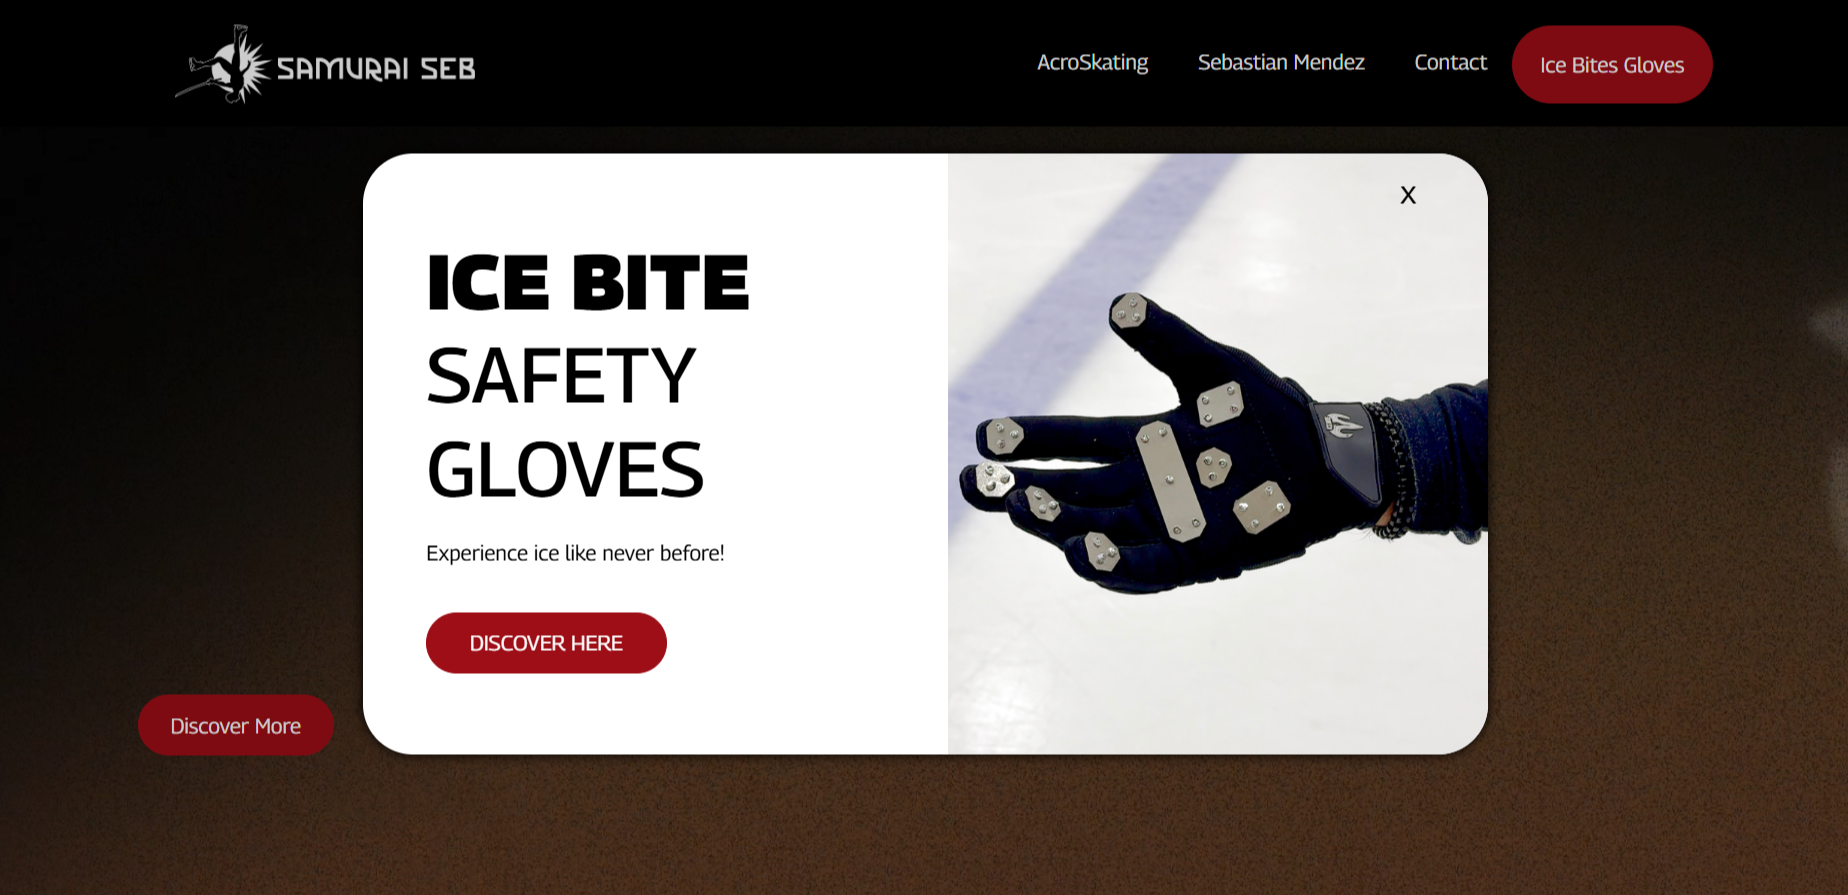 SAMURAI SEB
AcroSkating
Sebastian Mendez
Contact
Ice Bites Gloves
X
ICE BITE
SAFETY
GLOVES
Experience ice like never before!
DISCOVER HERE
Discover More